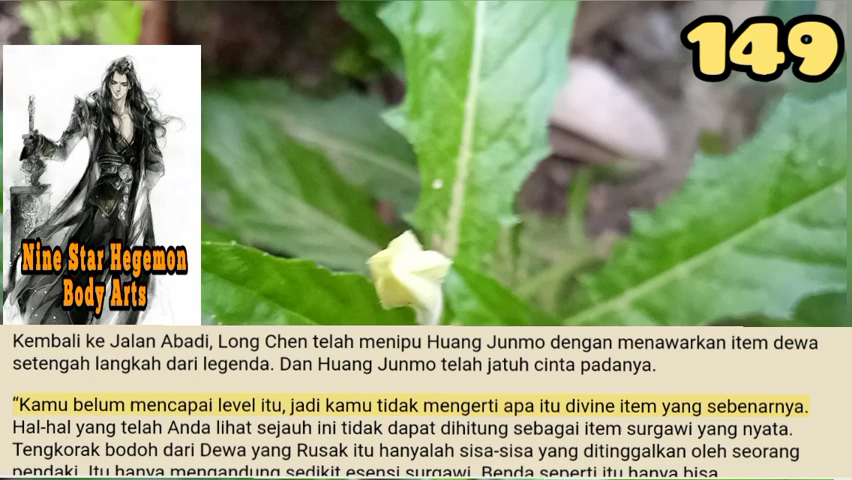 149
Nine Star Hegemon
Body Arts
Kembali ke Jalan Abadi, Long Chen telah menipu Huang Junmo dengan menawarkan item dewa
setengah langkah dari legenda. Dan Huang Junmo telah jatuh cinta padanya.
“Kamu belum mencapai level itu, jadi kamu tidak mengerti apa itu divine item yang sebenarnya.
Hal-hal yang telah Anda lihat sejauh ini tidak dapat dihitung sebagai item surgawi yang nyata.
Tengkorak bodoh dari Dewa yang Rusak itu hanyalah sisa-sisa yang ditinggalkan oleh seorang
pendaki. Itu hanya mengandung sedikit esensi surgawi. Benda seperti itu hanya bisa